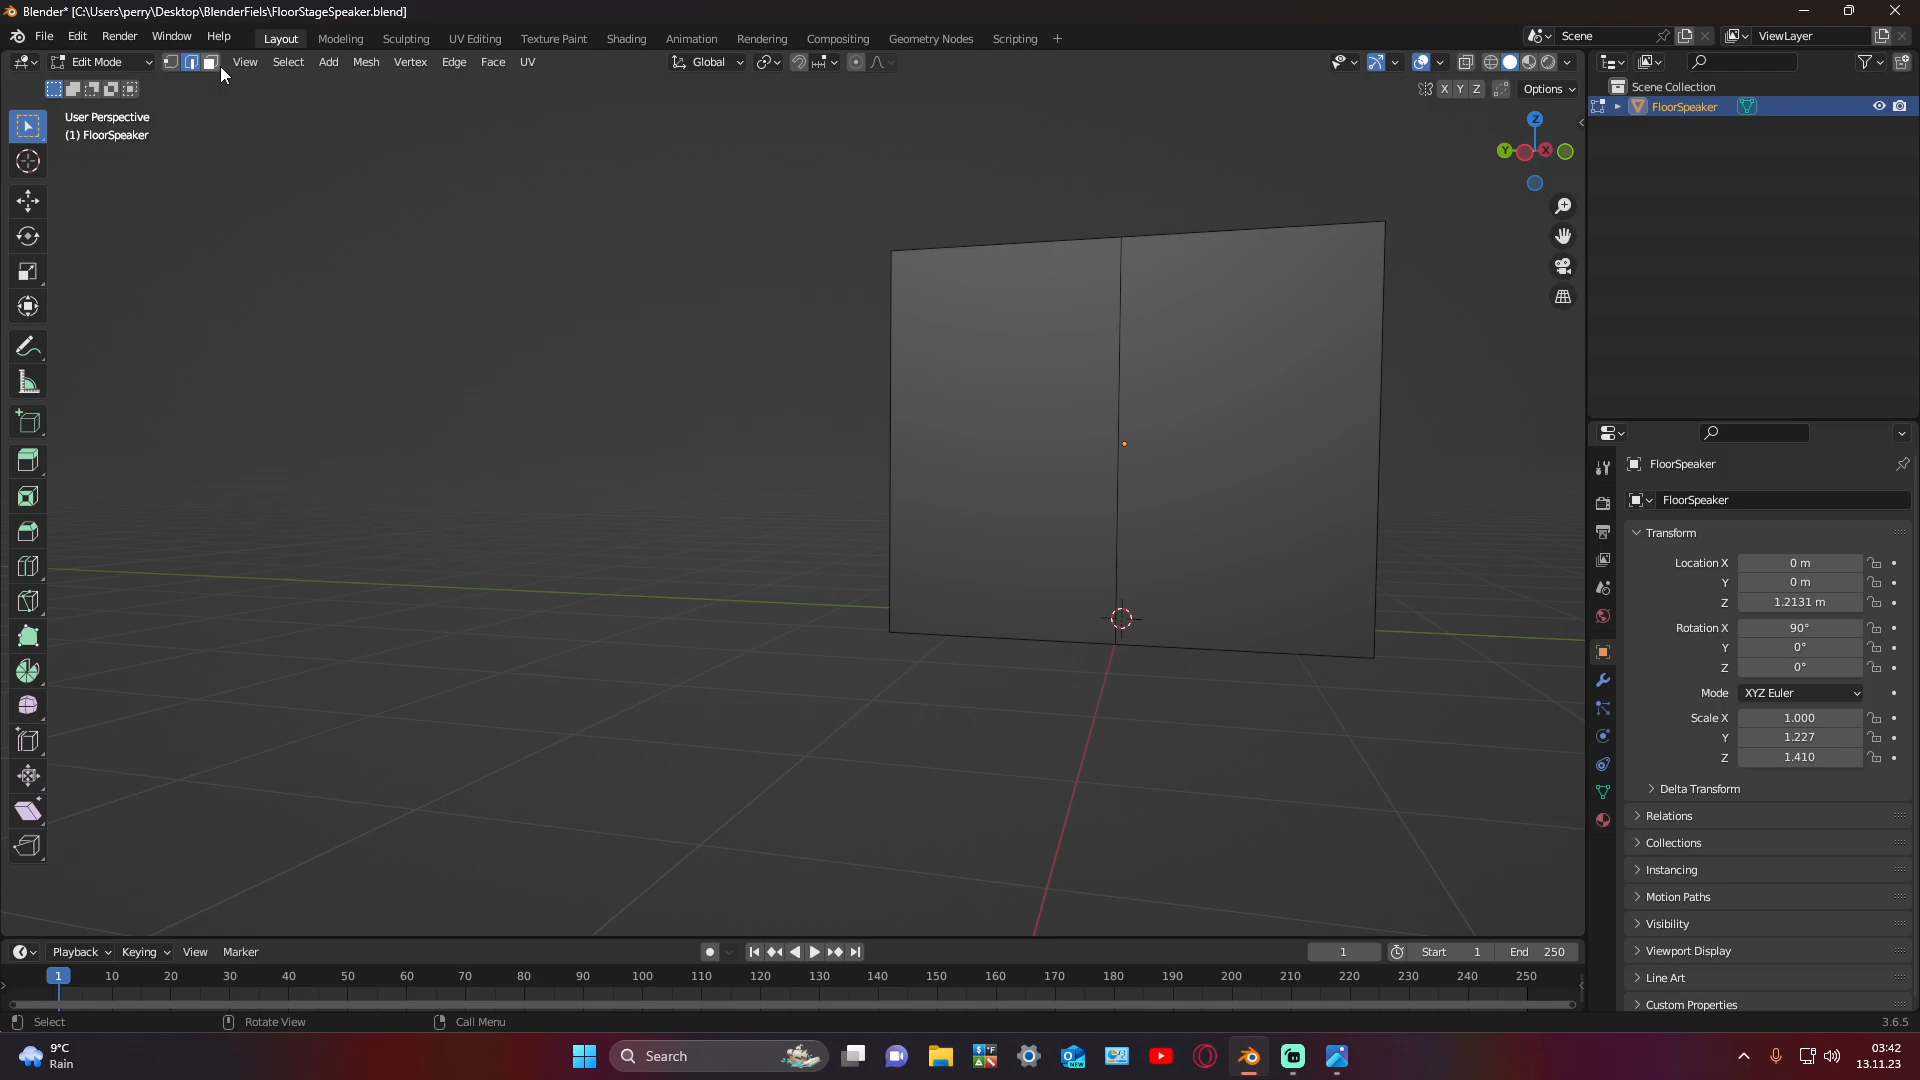 Blender* [C:\Users\perry\Desktop\BlenderFiels\FloorStageSpeaker.blend]
File Edit Render Window Help Layout Modeling Sculpting UV Editing Texture Paint Shading Animation Rendering Compositing Geometry Nodes Scripting + Scene ViewLayer
Edit Mode View Select Add Mesh Vertex Edge Face UV Global
X Y Z Options
User Perspective
(1) FloorSpeaker
Z
Y X
Scene Collection
FloorSpeaker
FloorSpeaker
FloorSpeaker
Transform
Location X 0 m
Y 0 m
Z 1.2131 m
Rotation X 90°
Y 0°
Z 0°
Mode XYZ Euler
Scale X 1.000
Y 1.227
Z 1.410
Delta Transform
Relations
Collections
Instancing
Motion Paths
Visibility
Viewport Display
Line Art
Custom Properties
Playback Keying View Marker 1 Start 1 End 250
1 10 20 30 40 50 60 70 80 90 100 110 120 130 140 150 160 170 180 190 200 210 220 230 240 250
Select Rotate View Call Menu 3.6.5
9°C
Rain
Search
NEW
03:42
13.11.23